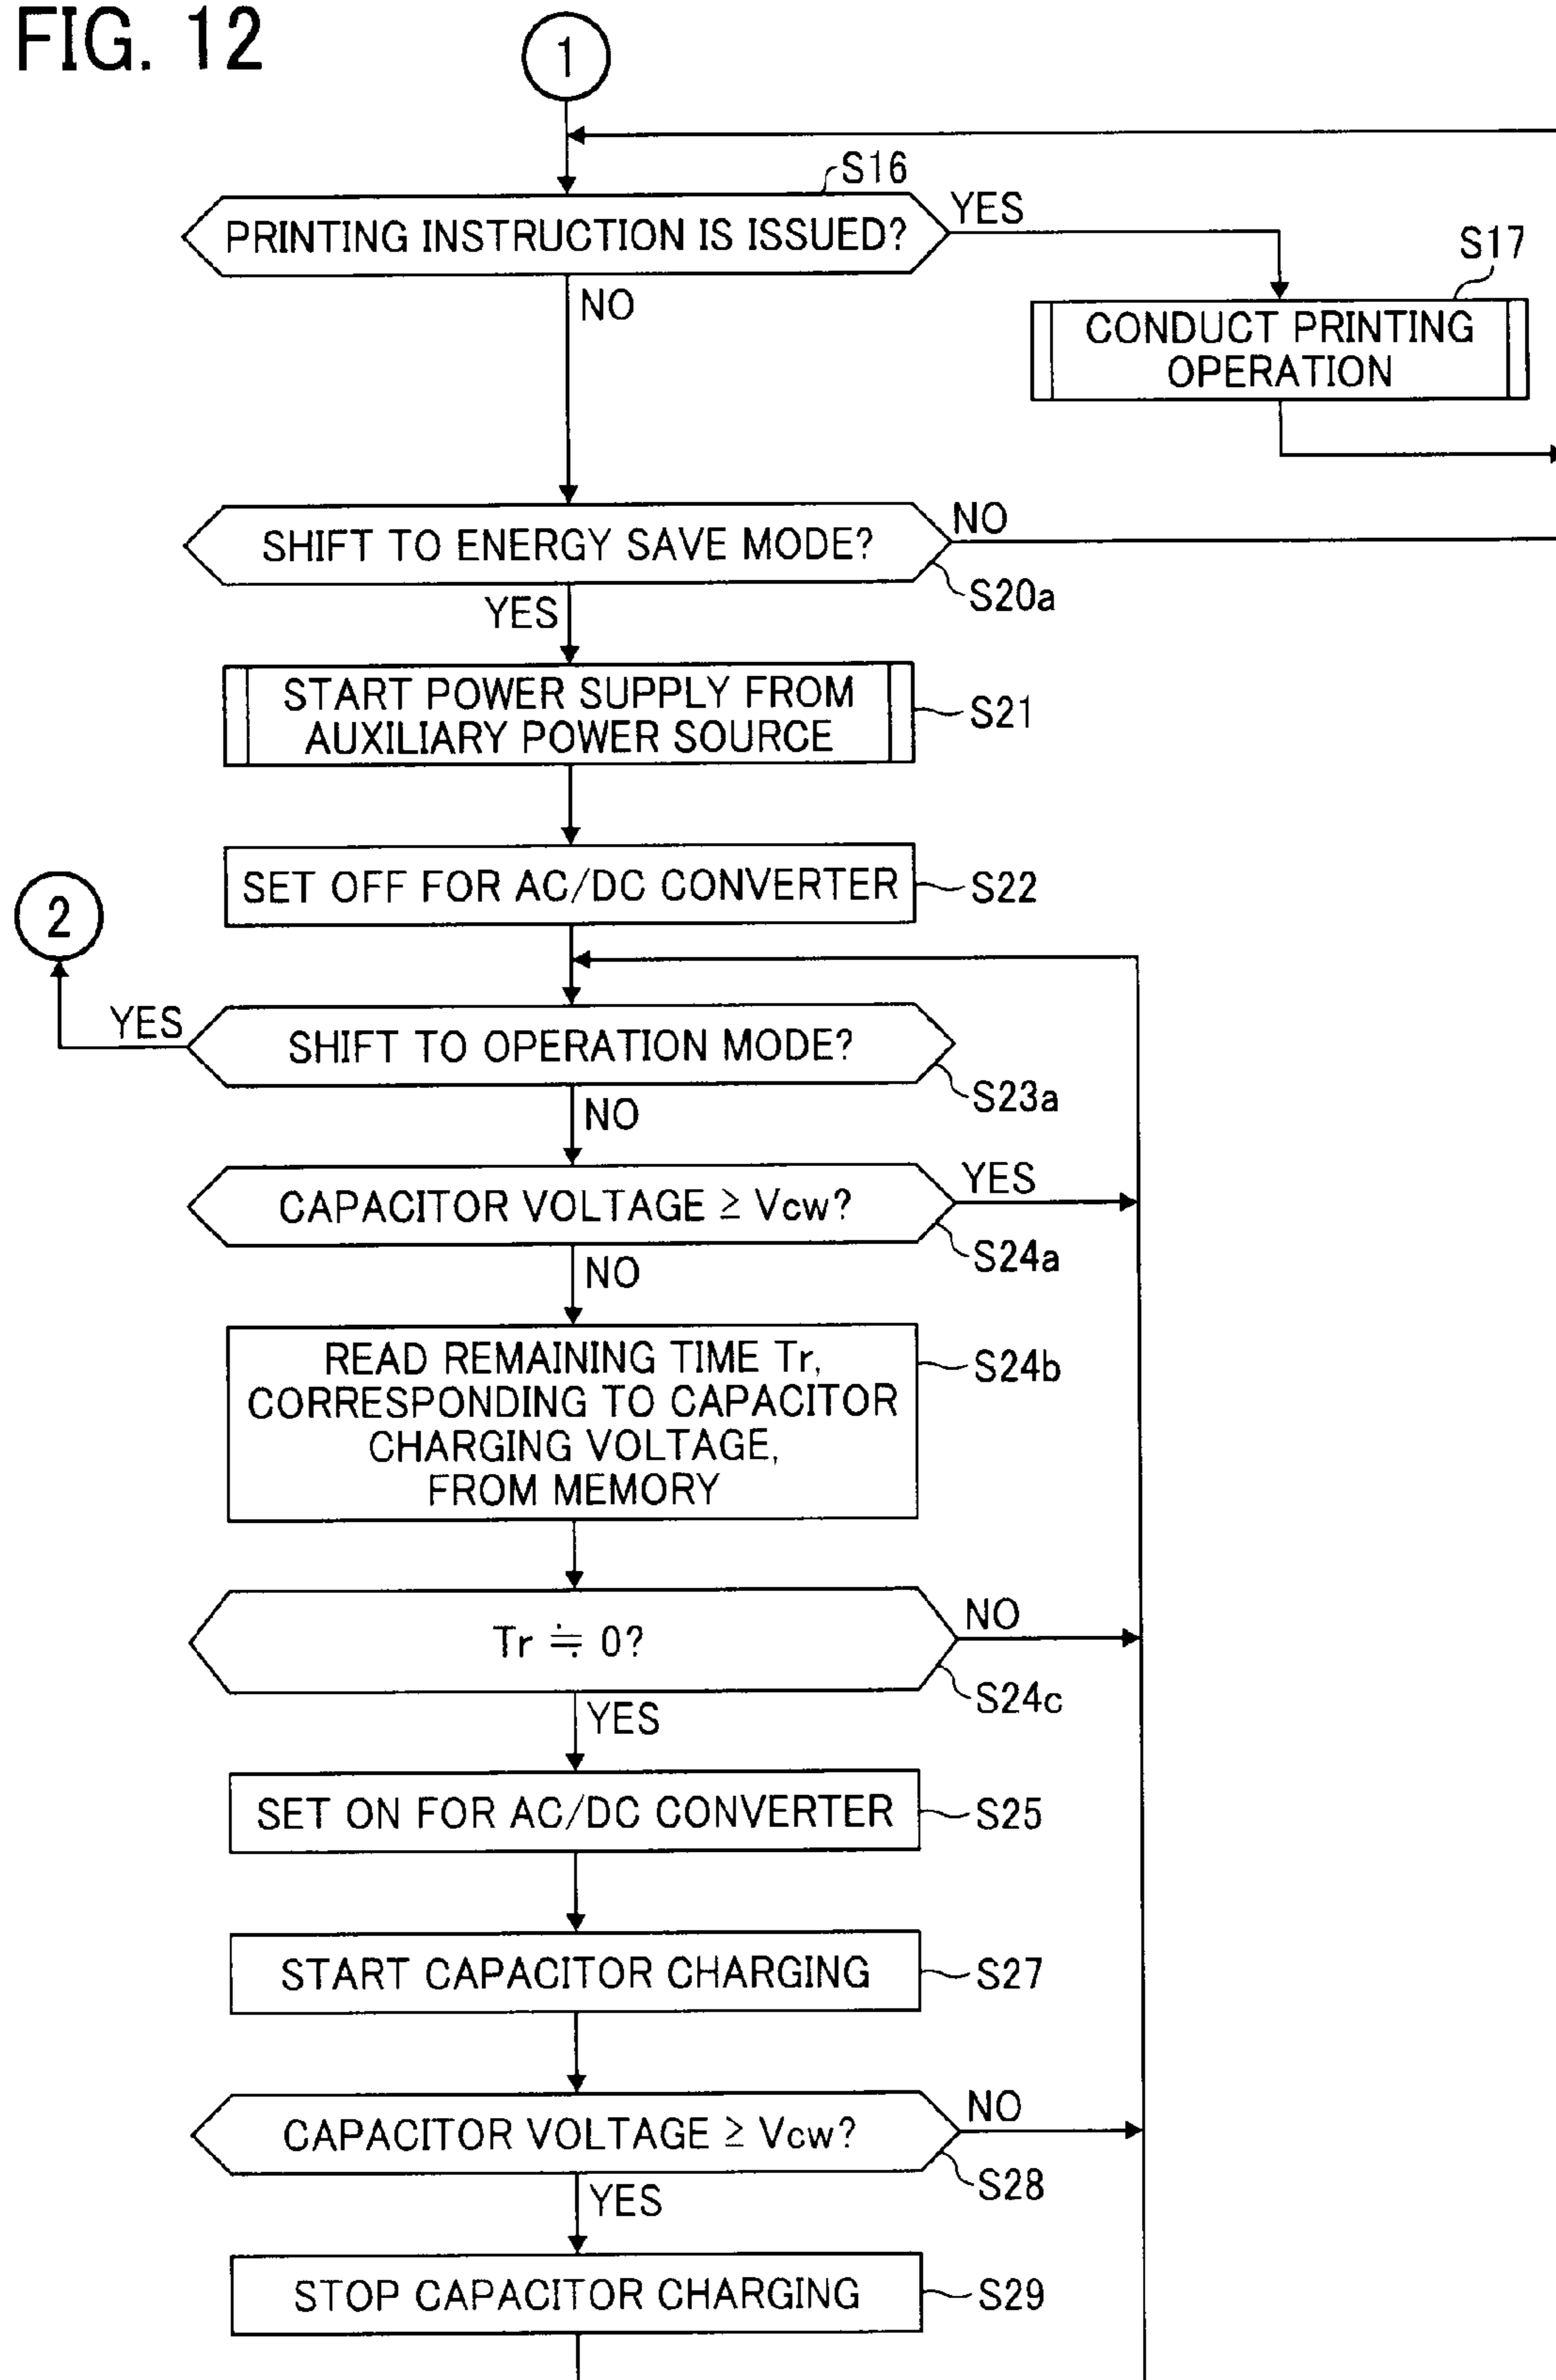 FIG. 12
1
S16
PRINTING INSTRUCTION IS ISSUED?
YES
NO
S17
CONDUCT PRINTING
OPERATION
SHIFT TO ENERGY SAVE MODE?
NO
S20a
YES
START POWER SUPPLY FROM
AUXILIARY POWER SOURCE
S21
SET OFF FOR AC/DC CONVERTER
S22
2
YES
SHIFT TO OPERATION MODE?
S23a
NO
CAPACITOR VOLTAGE ≧ Vcw?
YES
S24a
NO
READ REMAINING TIME Tr,
CORRESPONDING TO CAPACITOR
CHARGING VOLTAGE,
FROM MEMORY
S24b
Tr ≒ 0?
NO
S24c
YES
SET ON FOR AC/DC CONVERTER
S25
START CAPACITOR CHARGING
S27
CAPACITOR VOLTAGE ≧ Vcw?
NO
S28
YES
STOP CAPACITOR CHARGING
S29